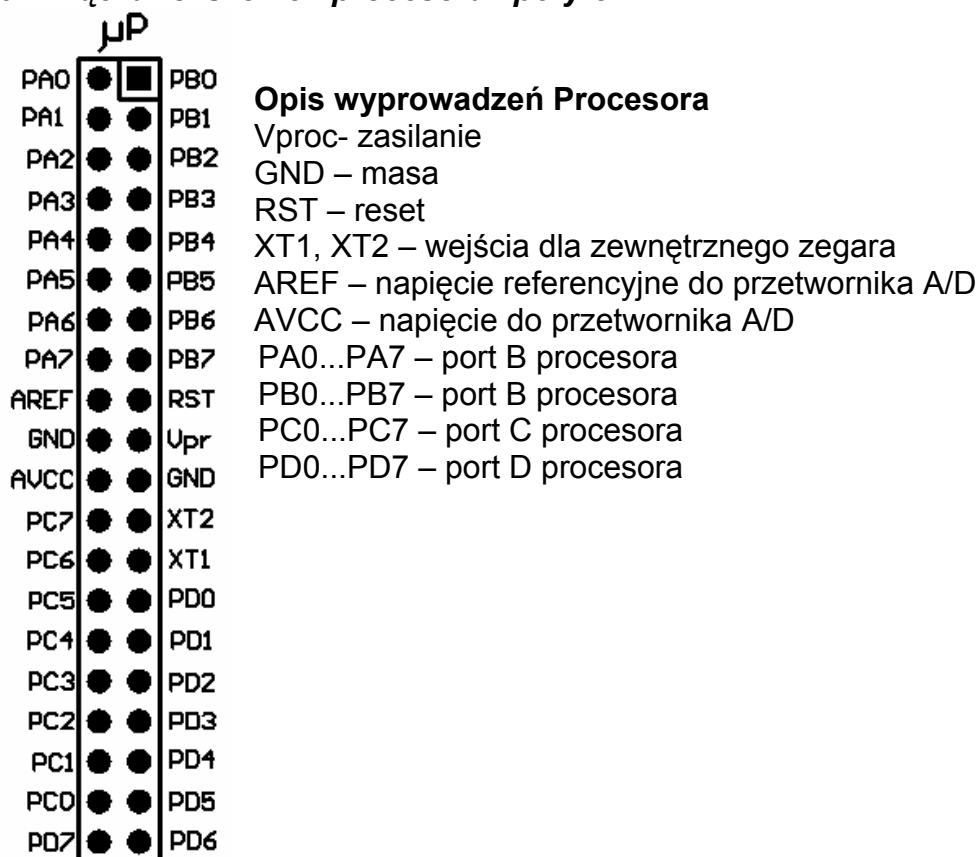 µP
PA0 PB0
PA1 PB1
PA2 PB2
PA3 PB3
PA4 PB4
PA5 PB5
PA6 PB6
PA7 PB7
AREF RST
GND Vpr
AVCC GND
PC7 XT2
PC6 XT1
PC5 PD0
PC4 PD1
PC3 PD2
PC2 PD3
PC1 PD4
PC0 PD5
PD7 PD6
Opis wyprowadzeń Procesora
Vproc- zasilanie
GND – masa
RST – reset
XT1, XT2 – wejścia dla zewnętrznego zegara
AREF – napięcie referencyjne do przetwornika A/D
AVCC – napięcie do przetwornika A/D
PA0...PA7 – port B procesora
PB0...PB7 – port B procesora
PC0...PC7 – port C procesora
PD0...PD7 – port D procesora